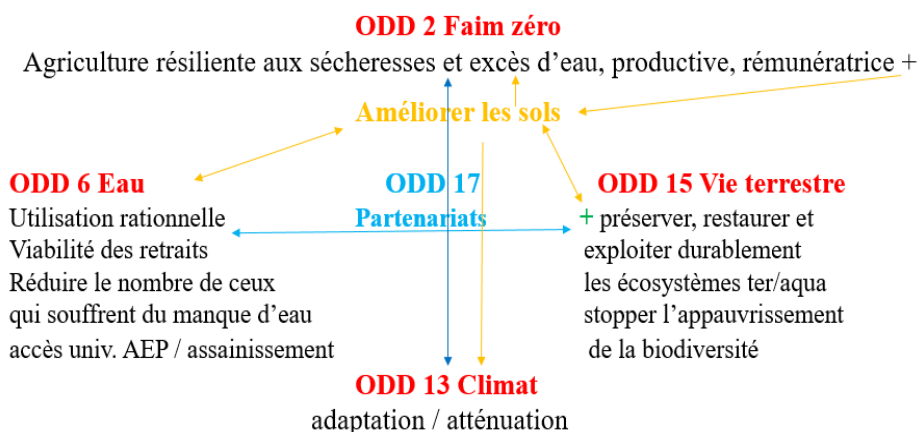 ODD 2 Faim zéro
Agriculture résiliente aux sécheresses et excès d’eau, productive, rémunératrice +
Améliorer les sols
ODD 6 Eau
Utilisation rationnelle
Viabilité des retraits
Réduire le nombre de ceux
qui souffrent du manque d’eau
accès univ. AEP / assainissement
ODD 17
Partenariats
ODD 15 Vie terrestre
+ préserver, restaurer et
exploiter durablement
les écosystèmes ter/aqua
stopper l’appauvrissement
de la biodiversité
ODD 13 Climat
adaptation / atténuation